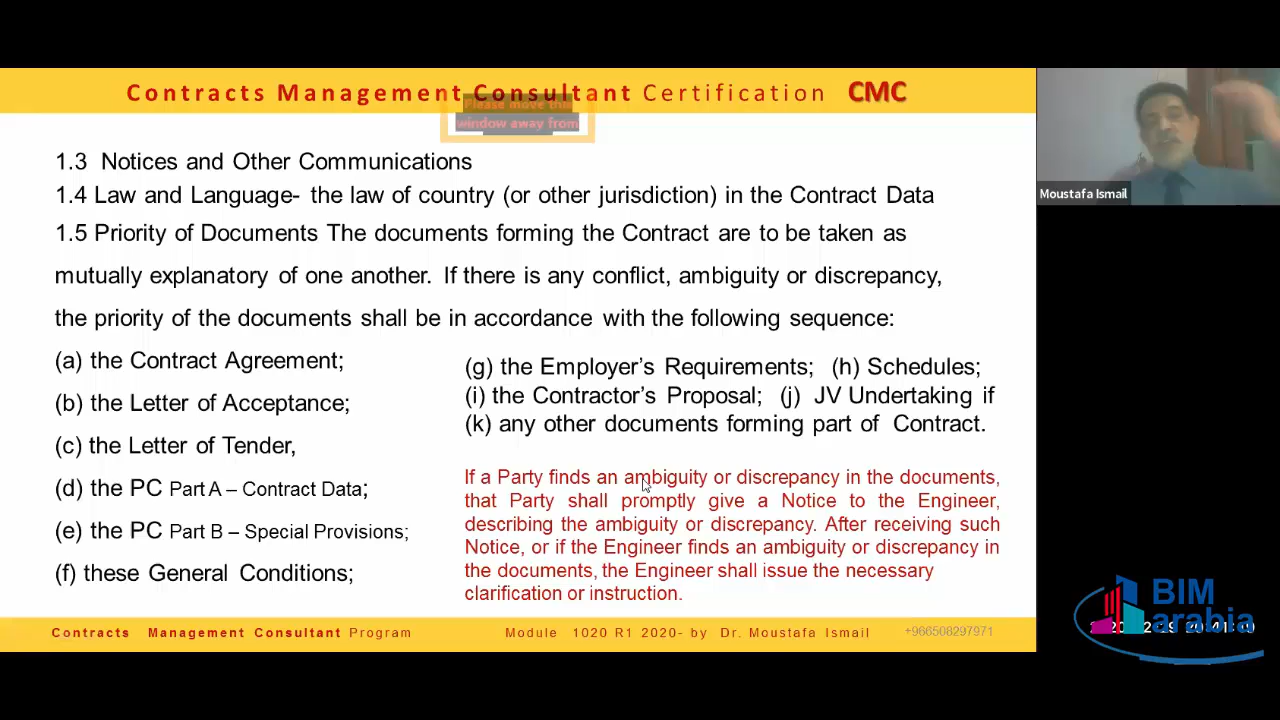 Contracts Management Consultant Certification CMC
Please move this
window away from
1.3 Notices and Other Communications
1.4 Law and Language- the law of country (or other jurisdiction) in the Contract Data
1.5 Priority of Documents The documents forming the Contract are to be taken as
mutually explanatory of one another. If there is any conflict, ambiguity or discrepancy,
the priority of the documents shall be in accordance with the following sequence:
(a) the Contract Agreement;
(b) the Letter of Acceptance;
(c) the Letter of Tender,
(d) the PC Part A – Contract Data;
(e) the PC Part B – Special Provisions;
(f) these General Conditions;
(g) the Employer's Requirements; (h) Schedules;
(i) the Contractor's Proposal; (j) JV Undertaking if
(k) any other documents forming part of Contract.
If a Party finds an ambiguity or discrepancy in the documents,
that Party shall promptly give a Notice to the Engineer,
describing the ambiguity or discrepancy. After receiving such
Notice, or if the Engineer finds an ambiguity or discrepancy in
the documents, the Engineer shall issue the necessary
clarification or instruction.
Contracts Management Consultant Program
Module 1020 R1 2020- by Dr. Moustafa Ismail
+966508297971
Moustafa Ismail
BIM
arabia